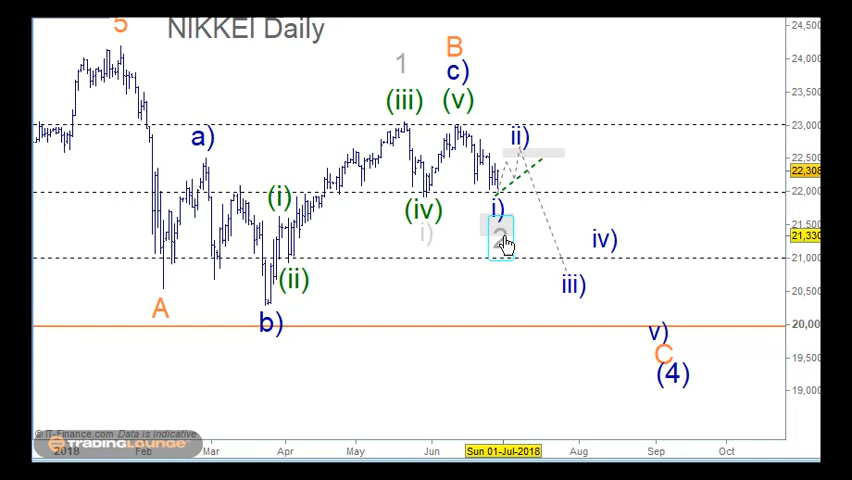 5
NIKKEI Daily
24,500
24,000
23,500
23,000
22,500
22,308
22,000
21,500
21,330
21,000
20,500
20,000
19,500
19,000
B
1
c)
(iii)
(v)
a)
ii)
(i)
(iv)
i)
i)
2
iv)
(ii)
iii)
A
b)
v)
C
(4)
© IT-Finance.com Data is indicative
TRADINGLOUNGE
2018
Feb
Mar
Apr
May
Jun
Sun 01-Jul-2018
Aug
Sep
Oct